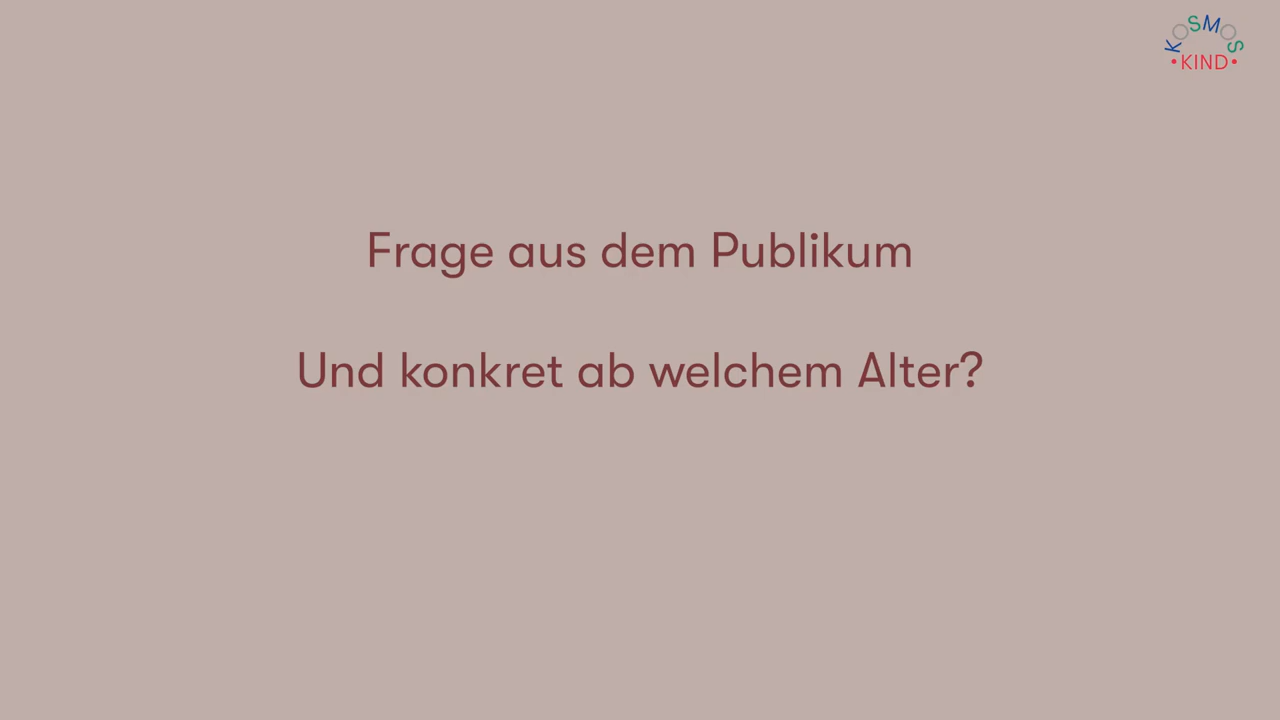 KOSMOS
•KIND•
Frage aus dem Publikum
Und konkret ab welchem Alter?